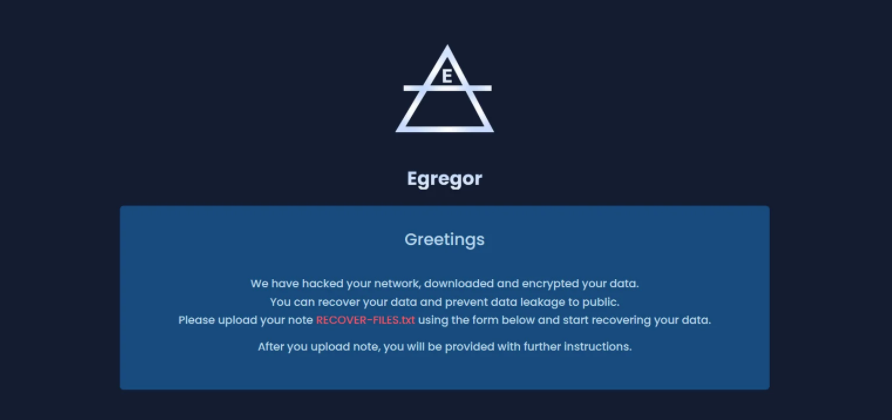 E
Egregor
Greetings
We have hacked your network, downloaded and encrypted your data.
You can recover your data and prevent data leakage to public.
Please upload your note RECOVER-FILES.txt using the form below and start recovering your data.
After you upload note, you will be provided with further instructions.